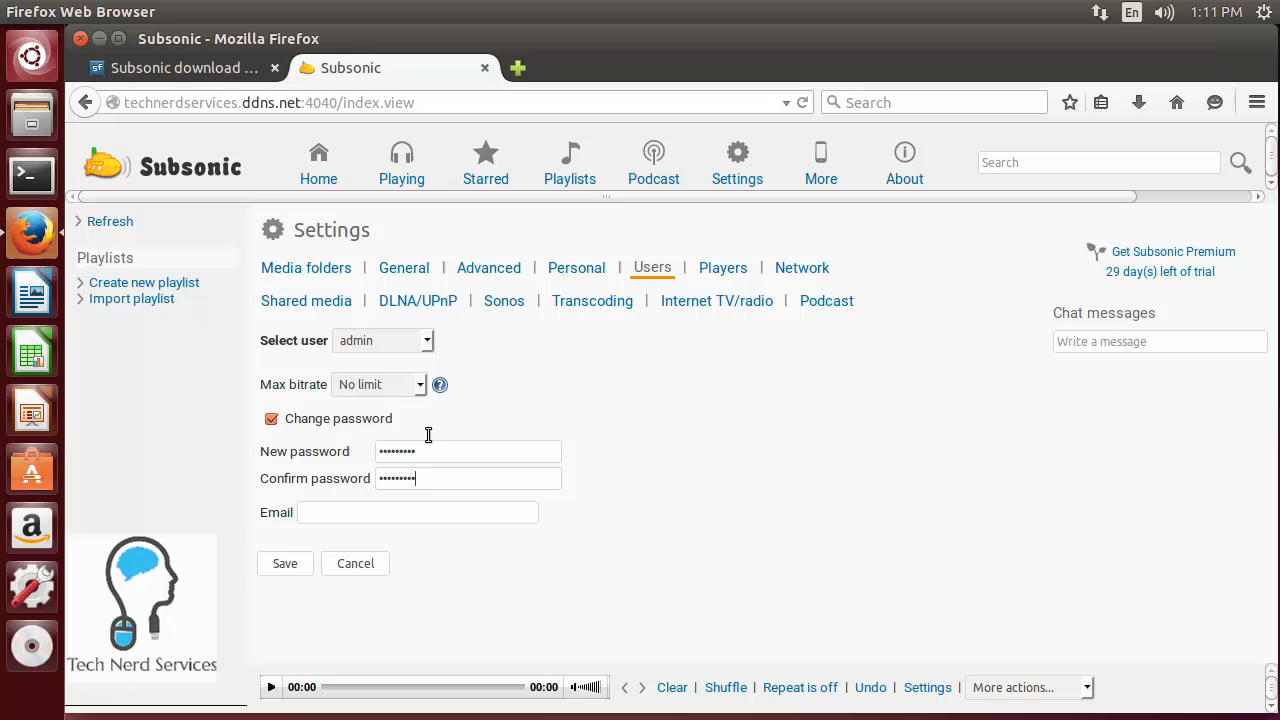 Firefox Web Browser
En
1:11 PM
Subsonic - Mozilla Firefox
sf
Subsonic download ...
Subsonic
technerdservices.ddns.net:4040/index.view
Search
Subsonic
Home
Playing
Starred
Playlists
Podcast
Settings
More
About
Search
Refresh
Playlists
Create new playlist
Import playlist
Settings
Media folders | General | Advanced | Personal | Users | Players | Network
Shared media | DLNA/UPnP | Sonos | Transcoding | Internet TV/radio | Podcast
Get Subsonic Premium
29 day(s) left of trial
Chat messages
Write a message
Select user admin
Max bitrate No limit ?
Change password
New password •••••••••
Confirm password •••••••••
Email
Save Cancel
Tech Nerd Services
00:00 00:00 Clear | Shuffle | Repeat is off | Undo | Settings | More actions...